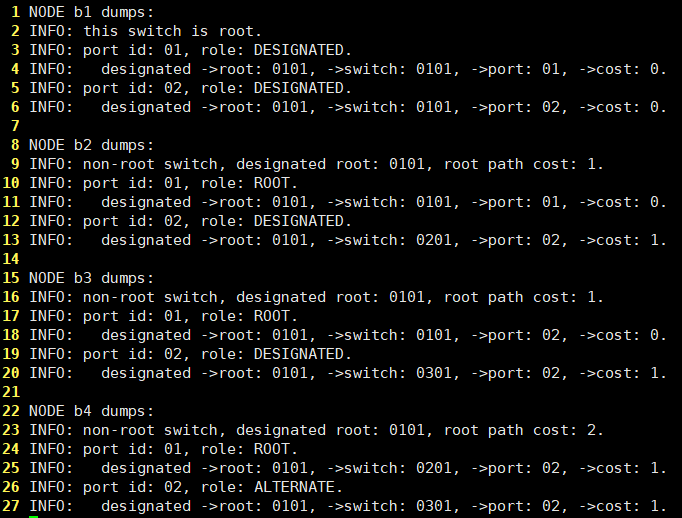 1 NODE b1 dumps:
2 INFO: this switch is root.
3 INFO: port id: 01, role: DESIGNATED.
4 INFO:   designated ->root: 0101, ->switch: 0101, ->port: 01, ->cost: 0.
5 INFO: port id: 02, role: DESIGNATED.
6 INFO:   designated ->root: 0101, ->switch: 0101, ->port: 02, ->cost: 0.
7
8 NODE b2 dumps:
9 INFO: non-root switch, designated root: 0101, root path cost: 1.
10 INFO: port id: 01, role: ROOT.
11 INFO:   designated ->root: 0101, ->switch: 0101, ->port: 01, ->cost: 0.
12 INFO: port id: 02, role: DESIGNATED.
13 INFO:   designated ->root: 0101, ->switch: 0201, ->port: 02, ->cost: 1.
14
15 NODE b3 dumps:
16 INFO: non-root switch, designated root: 0101, root path cost: 1.
17 INFO: port id: 01, role: ROOT.
18 INFO:   designated ->root: 0101, ->switch: 0101, ->port: 02, ->cost: 0.
19 INFO: port id: 02, role: DESIGNATED.
20 INFO:   designated ->root: 0101, ->switch: 0301, ->port: 02, ->cost: 1.
21
22 NODE b4 dumps:
23 INFO: non-root switch, designated root: 0101, root path cost: 2.
24 INFO: port id: 01, role: ROOT.
25 INFO:   designated ->root: 0101, ->switch: 0201, ->port: 02, ->cost: 1.
26 INFO: port id: 02, role: ALTERNATE.
27 INFO:   designated ->root: 0101, ->switch: 0301, ->port: 02, ->cost: 1.